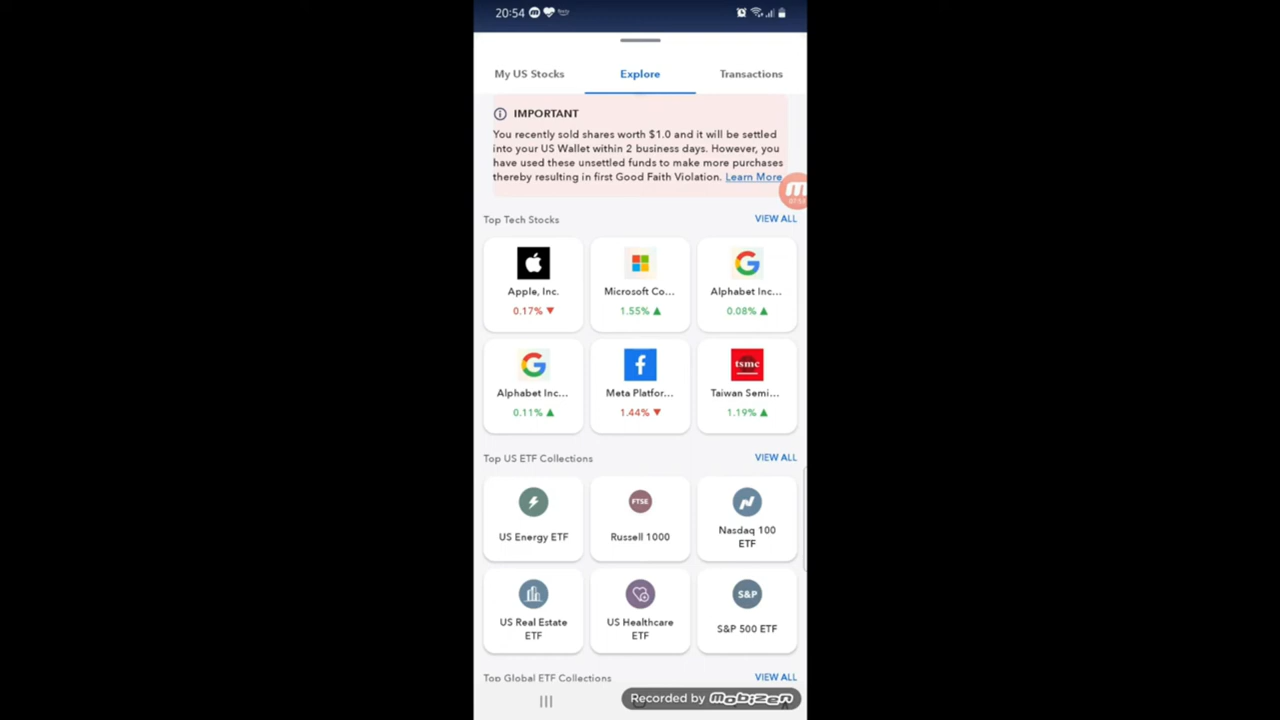 20:54
My US Stocks
Explore
Transactions
IMPORTANT
You recently sold shares worth $1.0 and it will be settled
into your US Wallet within 2 business days. However, you
have used these unsettled funds to make more purchases
thereby resulting in first Good Faith Violation. Learn More
Top Tech Stocks
VIEW ALL
Apple, Inc.
Microsoft Co...
Alphabet Inc...
0.17%
1.55%
0.08%
tsmc
Alphabet Inc...
Meta Platfor...
Taiwan Semi...
0.11%
1.44%
1.19%
Top US ETF Collections
VIEW ALL
FTSE
US Energy ETF
Russell 1000
Nasdaq 100
ETF
S&P
US Real Estate
ETF
US Healthcare
ETF
S&P 500 ETF
Top Global ETF Collections
VIEW ALL
Recorded by mobizen